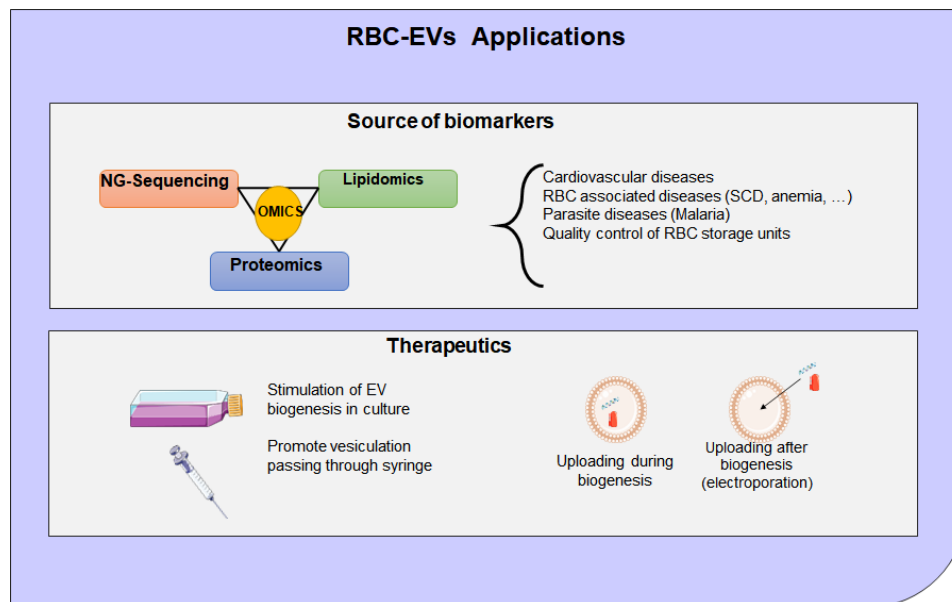 RBC-EVs Applications
Source of biomarkers
NG-Sequencing
Lipidomics
OMICS
Proteomics
Cardiovascular diseases
RBC associated diseases (SCD, anemia, …)
Parasite diseases (Malaria)
Quality control of RBC storage units
Therapeutics
Stimulation of EV
biogenesis in culture
Promote vesiculation
passing through syringe
Uploading during
biogenesis
Uploading after
biogenesis
(electroporation)